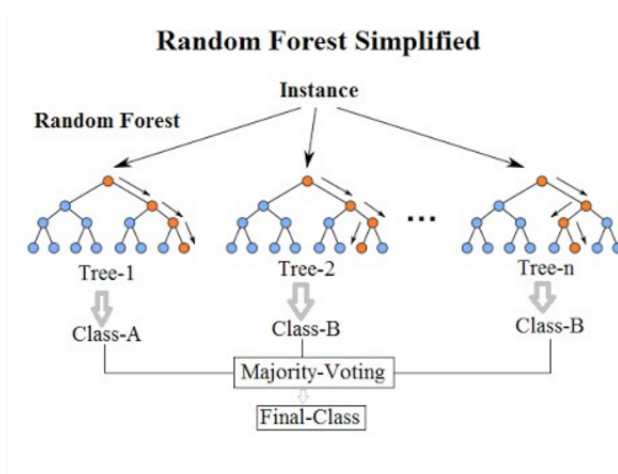 Random Forest Simplified
Instance
Random Forest
...
Tree-1
Tree-2
Tree-n
Class-A
Class-B
Class-B
Majority-Voting
Final-Class